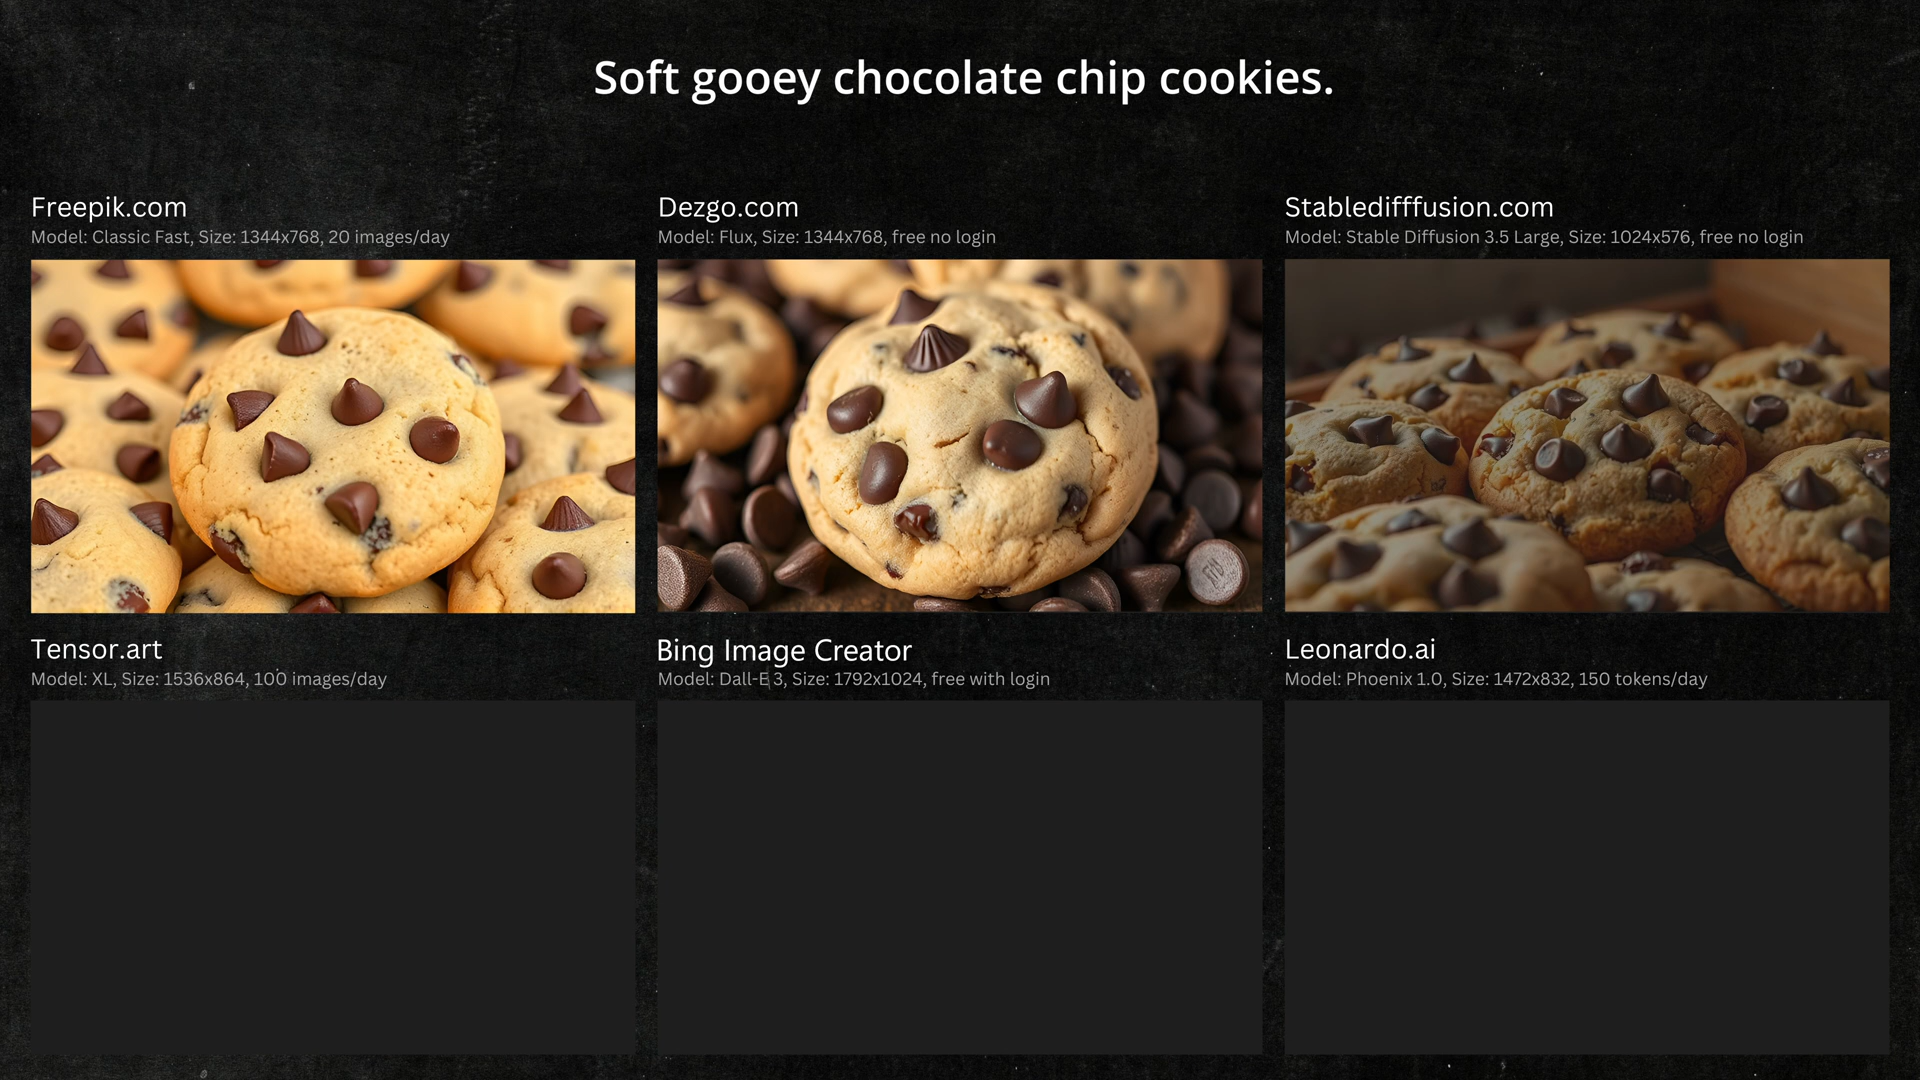 Soft gooey chocolate chip cookies.
Freepik.com
Model: Classic Fast, Size: 1344x768, 20 images/day
Dezgo.com
Model: Flux, Size: 1344x768, free no login
Stabledifffusion.com
Model: Stable Diffusion 3.5 Large, Size: 1024x576, free no login
Tensor.art
Model: XL, Size: 1536x864, 100 images/day
Bing Image Creator
Model: Dall-E 3, Size: 1792x1024, free with login
Leonardo.ai
Model: Phoenix 1.0, Size: 1472x832, 150 tokens/day